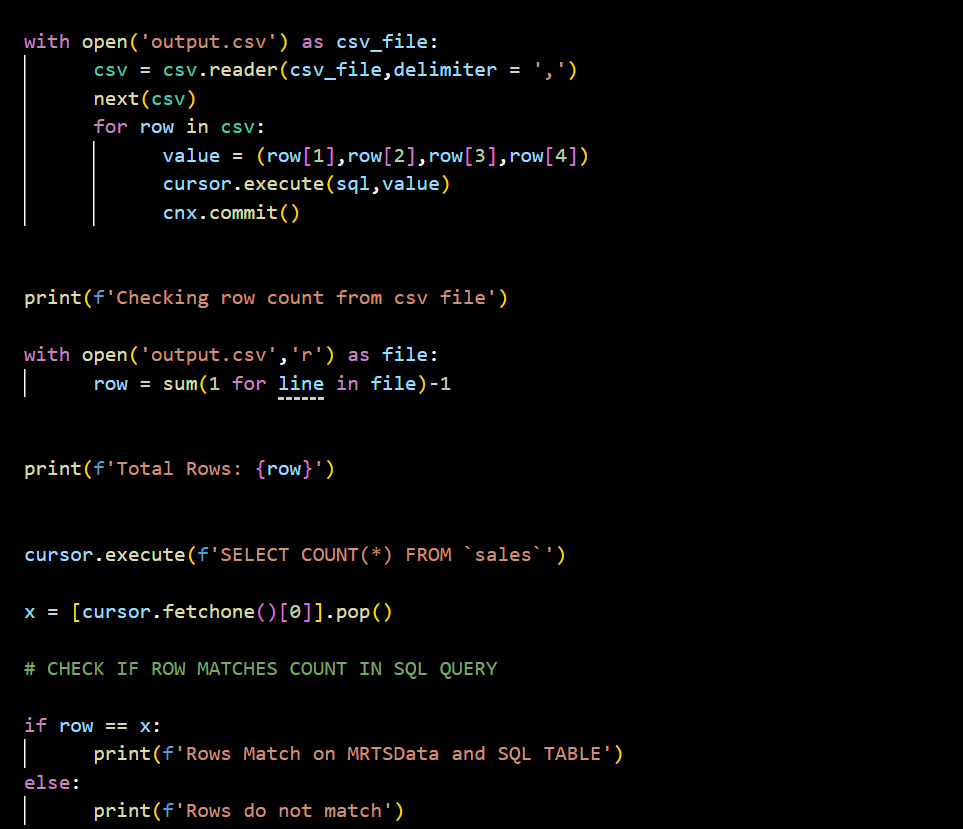 with open('output.csv') as csv_file:
csv = csv.reader(csv_file,delimiter = ',')
next(csv)
for row in csv:
value = (row[1],row[2],row[3],row[4])
cursor.execute(sql,value)
cnx.commit()
print(f'Checking row count from csv file')
with open('output.csv','r') as file:
row = sum(1 for line in file)-1
print(f'Total Rows: {row}')
cursor.execute(f'SELECT COUNT(*) FROM `sales`')
x = [cursor.fetchone()[0]].pop()
# CHECK IF ROW MATCHES COUNT IN SQL QUERY
if row == x:
print(f'Rows Match on MRTSData and SQL TABLE')
else:
print(f'Rows do not match')